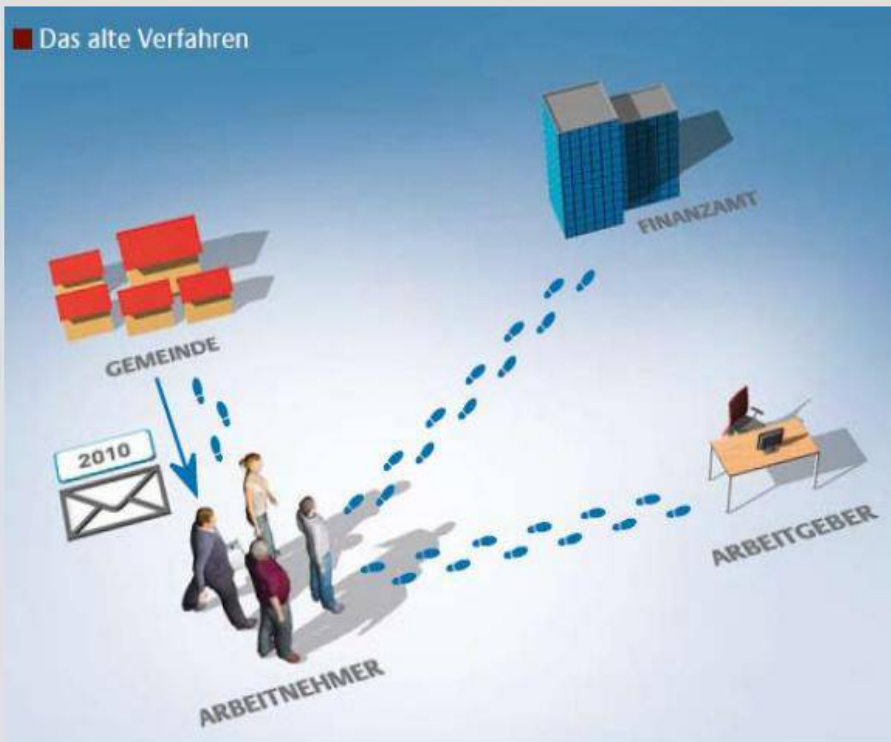 Das alte Verfahren
FINANZAMT
GEMEINDE
2010
ARBEITGEBER
ARBEITNEHMER